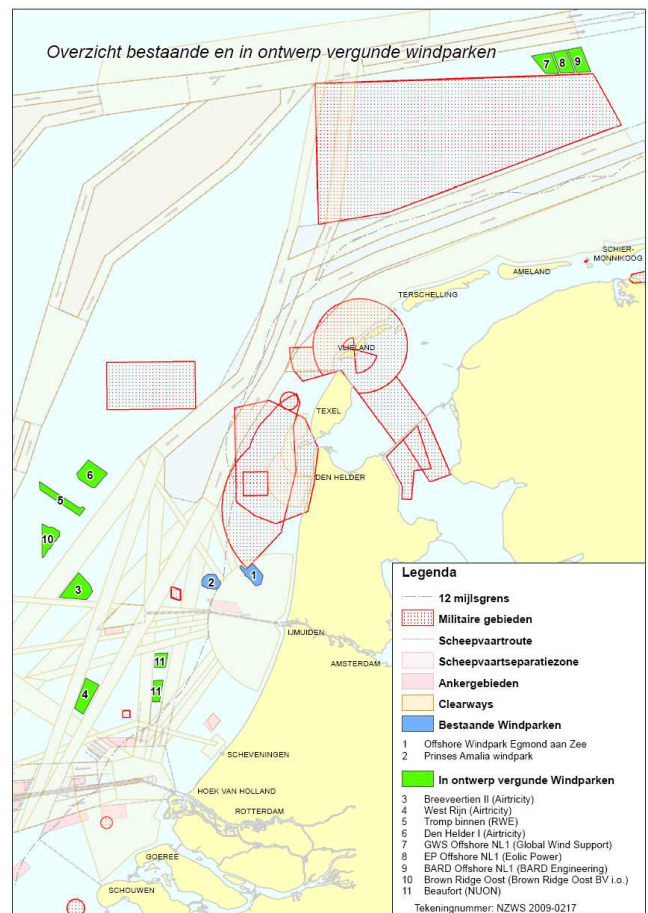 Overzicht bestaande en in ontwerp vergunde windparken
7 8 9
SCHIER-
MONNIKOOG
AMELAND
TERSCHELLING
VLIELAND
TEXEL
DEN HELDER
6
5
10
3
2
1
IJMUIDEN
AMSTERDAM
11
11
4
SCHEVENINGEN
HOEK VAN HOLLAND
ROTTERDAM
GOEREE
SCHOUWEN
Legenda
12 mijlsgrens
Militaire gebieden
Scheepvaartroute
Scheepvaartseparatiezone
Ankergebieden
Clearways
Bestaande Windparken
1 Offshore Windpark Egmond aan Zee
2 Prinses Amalia windpark
In ontwerp vergunde Windparken
3 Breeveertien II (Airtricity)
4 West Rijn (Airtricity)
5 Tromp binnen (RWE)
6 Den Helder I (Airtricity)
7 GWS Offshore NL1 (Global Wind Support)
8 EP Offshore NL1 (Eolic Power)
9 BARD Offshore NL1 (BARD Engineering)
10 Brown Ridge Oost (Brown Ridge Oost BV i.o.)
11 Beaufort (NUON)
Tekeningnummer: NZWS 2009-0217